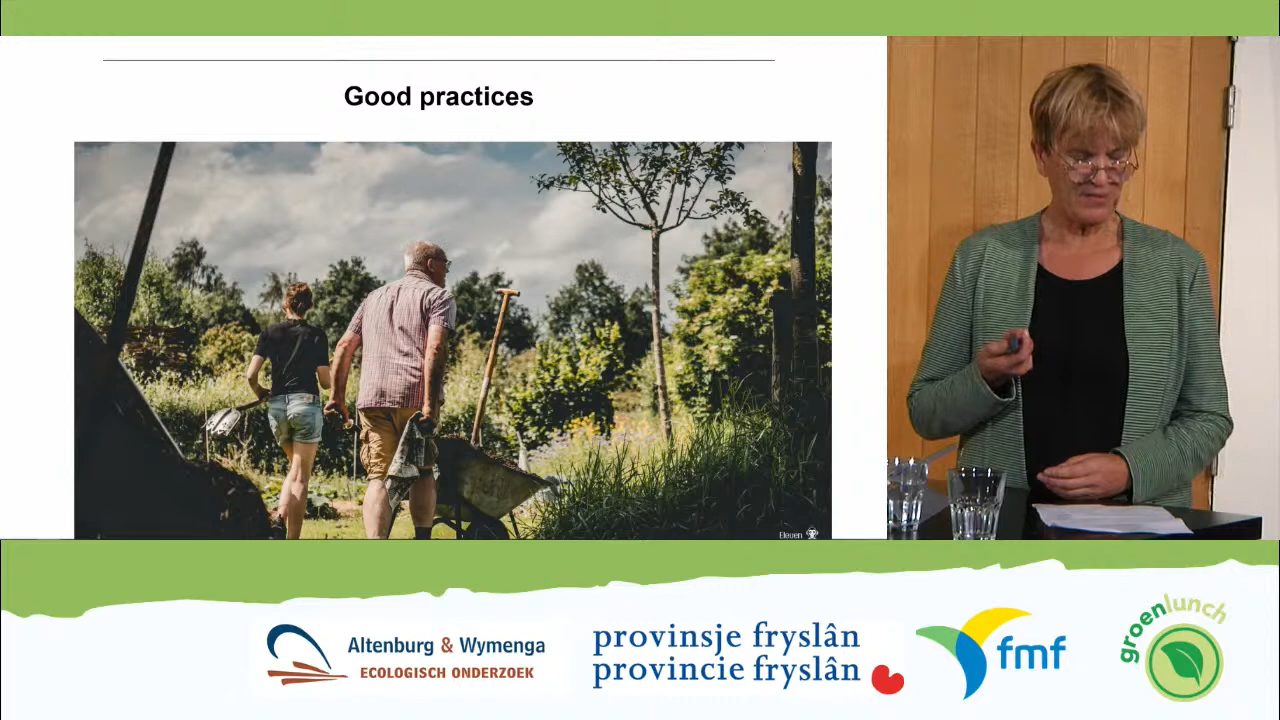 Good practices
Eleven
Altenburg & Wymenga
ECOLOGISCH ONDERZOEK
provinsje fryslân
provincie fryslân
fmf
groenlunch